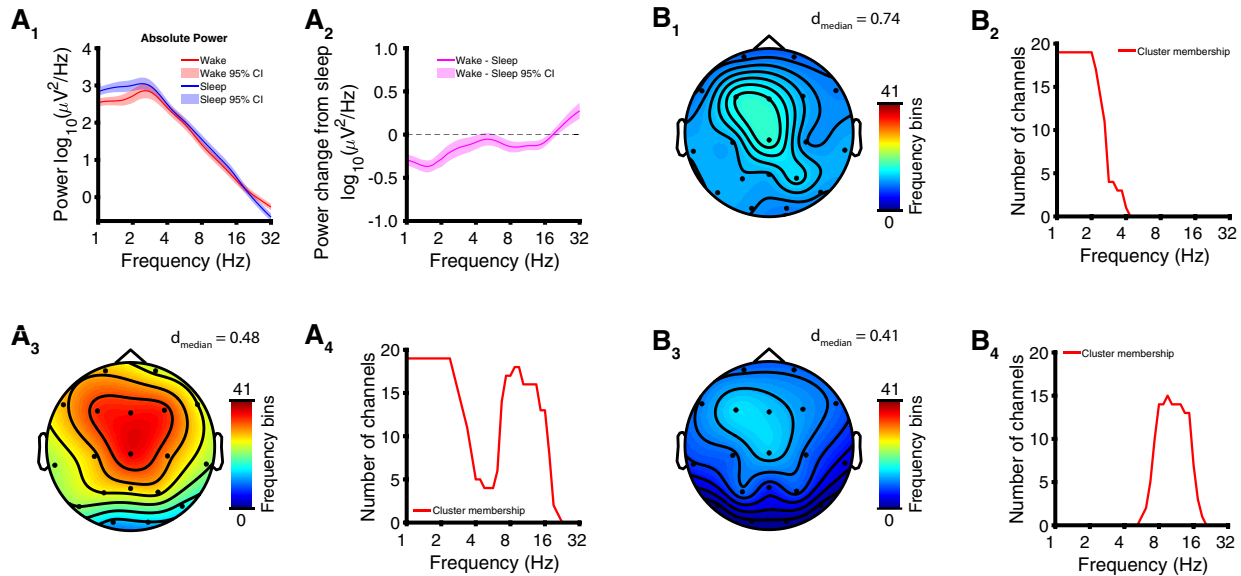 A1
Absolute Power
Power log10(μV2/Hz)
4
3
2
1
0
Wake
Wake 95% CI
Sleep
Sleep 95% CI
1 2 4 8 16 32
Frequency (Hz)
A2
Power change from sleep
log10(μV2/Hz)
1.0
0.5
0
-0.5
-1.0
Wake - Sleep
Wake - Sleep 95% CI
1 2 4 8 16 32
Frequency (Hz)
B1
dmedian = 0.74
41
0
Frequency bins
B2
Number of channels
20
15
10
5
0
Cluster membership
1 2 4 8 16 32
Frequency (Hz)
A3
dmedian = 0.48
41
0
Frequency bins
A4
Number of channels
20
15
10
5
0
Cluster membership
1 2 4 8 16 32
Frequency (Hz)
B3
dmedian = 0.41
41
0
Frequency bins
B4
Number of channels
20
15
10
5
0
Cluster membership
1 2 4 8 16 32
Frequency (Hz)